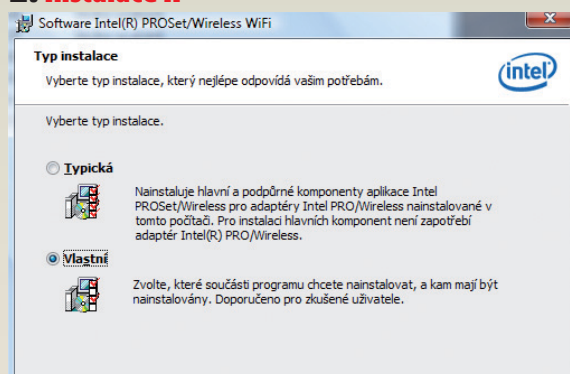 Software Intel(R) PROSet/Wireless WiFi
Typ instalace
Vyberte typ instalace, který nejlépe odpovídá vašim potřebám.
intel
Vyberte typ instalace.
Typická
Nainstaluje hlavní a podpůrné komponenty aplikace Intel
PROSet/Wireless pro adaptéry Intel PRO/Wireless nainstalované v
tomto počítači. Pro instalaci hlavních komponent není zapotřebí
adaptér Intel(R) PRO/Wireless.
Vlastní
Zvolte, které součásti programu chcete nainstalovat, a kam mají být
nainstalovány. Doporučeno pro zkušené uživatele.